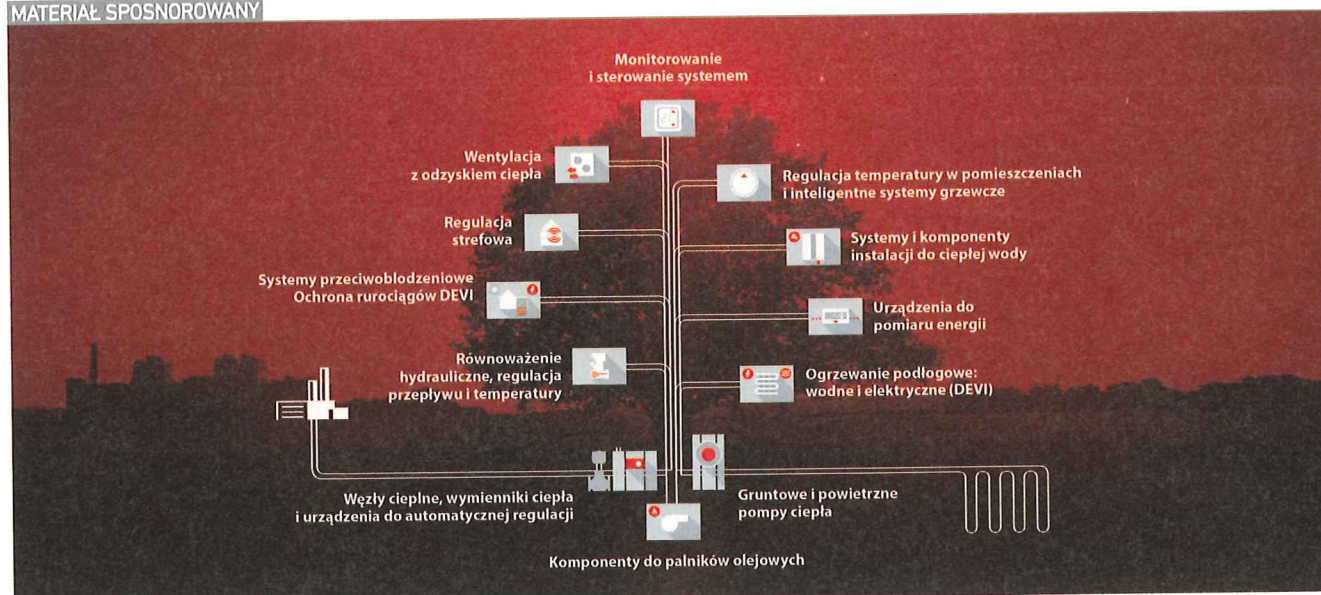 MATERIAŁ SPOSNOROWANY
Monitorowanie
i sterowanie systemem
Wentylacja
z odzyskiem ciepła
Regulacja temperatury w pomieszczeniach
i inteligentne systemy grzewcze
Regulacja
strefowa
Systemy i komponenty
instalacji do ciepłej wody
Systemy przeciwoblodzeniowe
Ochrona rurociągów DEVI
Urządzenia do
pomiaru energii
Równoważenie
hydrauliczne, regulacja
przepływu i temperatury
Ogrzewanie podłogowe:
wodne i elektryczne (DEVI)
Węzły cieplne, wymienniki ciepła
i urządzenia do automatycznej regulacji
Gruntowe i powietrzne
pompy ciepła
Komponenty do palników olejowych